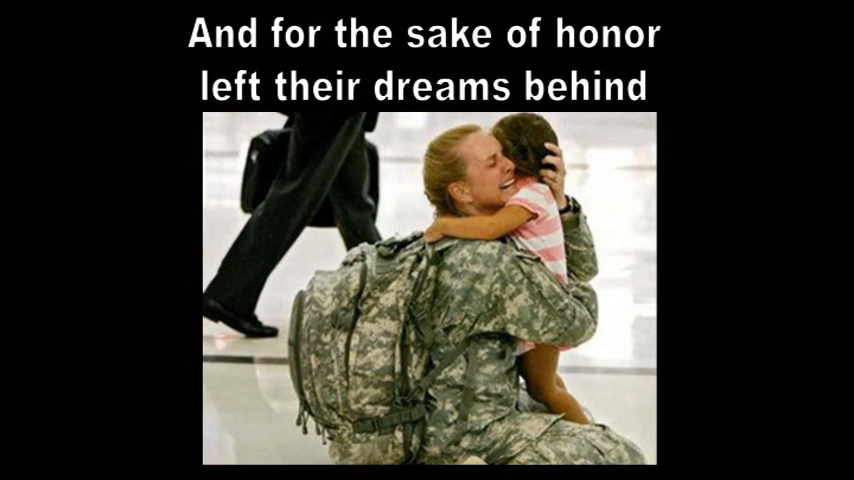 And for the sake of honor
left their dreams behind